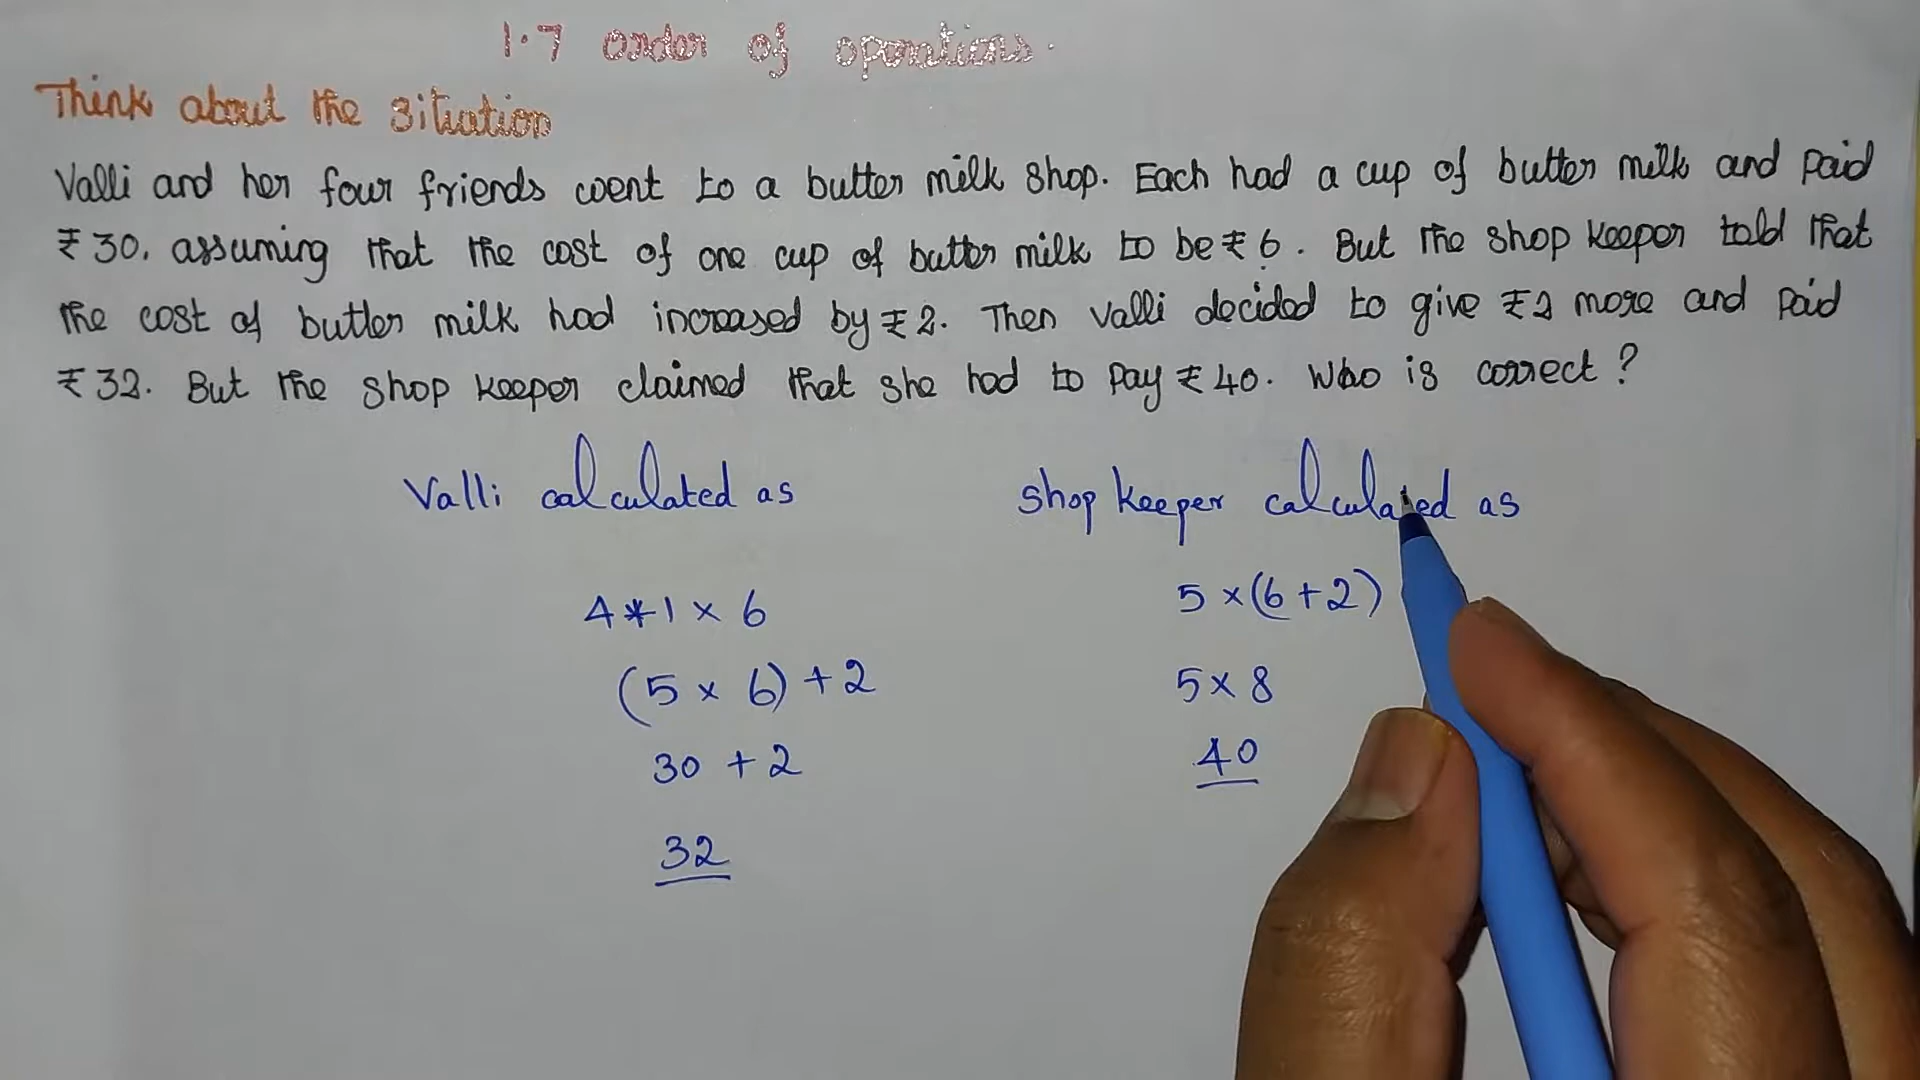 1.7 Order of operations.
Think about the situation
Valli and her four friends went to a butter milk shop. Each had a cup of butter milk and paid
₹ 30, assuming that the cost of one cup of butter milk to be ₹ 6. But the shop keeper told that
the cost of butter milk had increased by ₹ 2. Then Valli decided to give ₹ 2 more and paid
₹ 32. But the shop keeper claimed that she had to pay ₹ 40. Who is correct?
Valli calculated as
4+1 × 6
(5 × 6) + 2
30 + 2
32
Shop keeper calculated as
5 × (6 + 2)
5 × 8
40